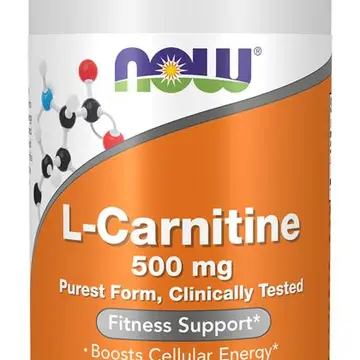 NOW
L-Carnitine
500 mg
Purest Form, Clinically Tested
Fitness Support*
• Boosts Cellular Energy*